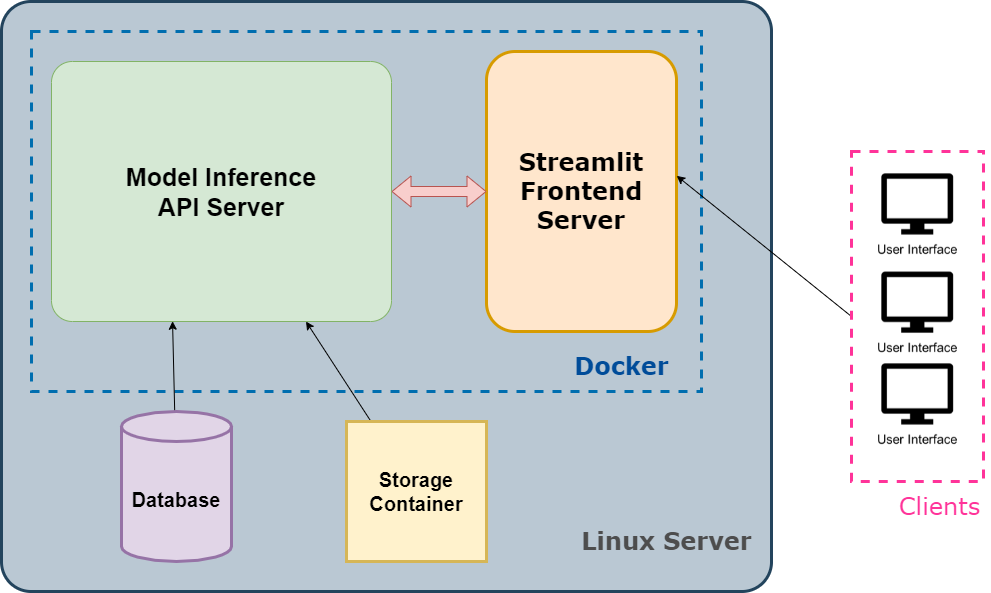 Model Inference
API Server
Streamlit
Frontend
Server
Docker
Database
Storage
Container
Linux Server
User Interface
User Interface
User Interface
Clients